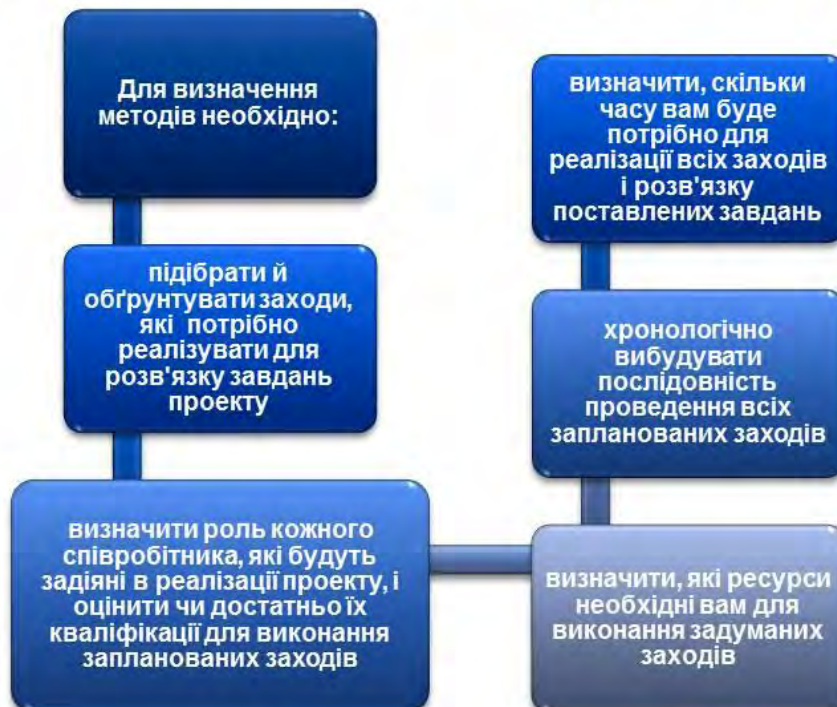 Для визначення
методів необхідно:
підібрати й
обґрунтувати заходи,
які потрібно
реалізувати для
розв'язку завдань
проекту
визначити роль кожного
співробітника, які будуть
задіяні в реалізації проекту, і
оцінити чи достатньо їх
кваліфікації для виконання
запланованих заходів
визначити, які ресурси
необхідні вам для
виконання задуманих
заходів
хронологічно
вибудувати
послідовність
проведення всіх
запланованих заходів
визначити, скільки
часу вам буде
потрібно для
реалізації всіх заходів
і розв'язку
поставлених завдань